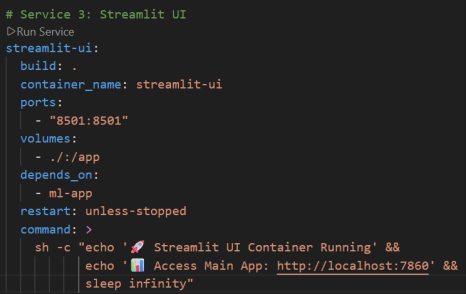 # Service 3: Streamlit UI
▷Run Service
streamlit-ui:
  build: .
  container_name: streamlit-ui
  ports:
    - "8501:8501"
  volumes:
    - ./:/app
  depends_on:
    - ml-app
  restart: unless-stopped
  command: >
    sh -c "echo '🚀 Streamlit UI Container Running' &&
           echo '📊 Access Main App: http://localhost:7860' &&
           sleep infinity"